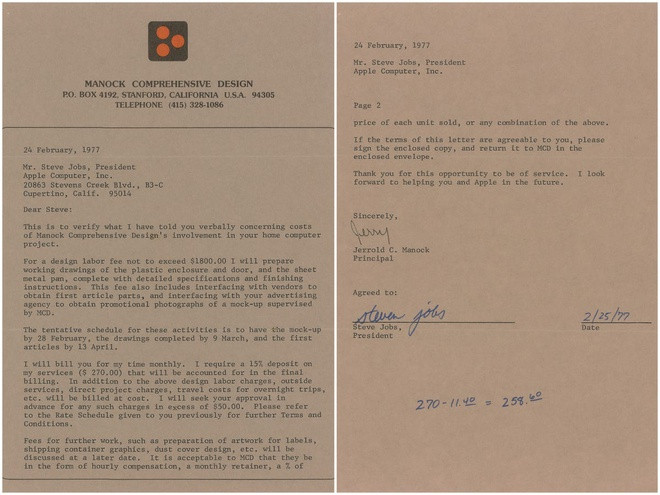 MANOCK COMPREHENSIVE DESIGN
P.O. BOX 4192, STANFORD, CALIFORNIA U.S.A. 94305
TELEPHONE (415) 328-1086
24 February, 1977
Mr. Steve Jobs, President
Apple Computer, Inc.
20863 Stevens Creek Blvd., B3-C
Cupertino, Calif. 95014
Dear Steve:
This is to verify what I have told you verbally concerning costs
of Manock Comprehensive Design's involvement in your home computer
project.
For a design labor fee not to exceed $1800.00 I will prepare
working drawings of the plastic enclosure and door, and the sheet
metal pan, complete with detailed specifications and finishing
instructions. This fee also includes interfacing with vendors to
obtain first article parts, and interfacing with your advertising
agency to obtain promotional photographs of a mock-up supervised
by MCD.
The tentative schedule for these activities is to have the mock-up
by 28 February, the drawings completed by 9 March, and the first
articles by 13 April.
I will bill you for my time monthly. I require a 15% deposit on
my services ($ 270.00) that will be accounted for in the final
billing. In addition to the above design labor charges, outside
services, direct project charges, travel costs for overnight trips,
etc. will be billed at cost. I will seek your approval in
advance for any such charges in excess of $50.00. Please refer
to the Rate Schedule given to you previously for further Terms and
Conditions.
Fees for further work, such as preparation of artwork for labels,
shipping container graphics, dust cover design, etc. will be
discussed at a later date. It is acceptable to MCD that they be
in the form of hourly compensation, a monthly retainer, a % of
24 February, 1977
Mr. Steve Jobs, President
Apple Computer, Inc.
Page 2
price of each unit sold, or any combination of the above.
If the terms of this letter are agreeable to you, please
sign the enclosed copy, and return it to MCD in the
enclosed envelope.
Thank you for this opportunity to be of service. I look
forward to helping you and Apple in the future.
Sincerely,
Jerry
Jerrold C. Manock
Principal
Agreed to:
steven jobs 2/25/77
Steve Jobs, Date
President
270 - 11.40 = 258.60